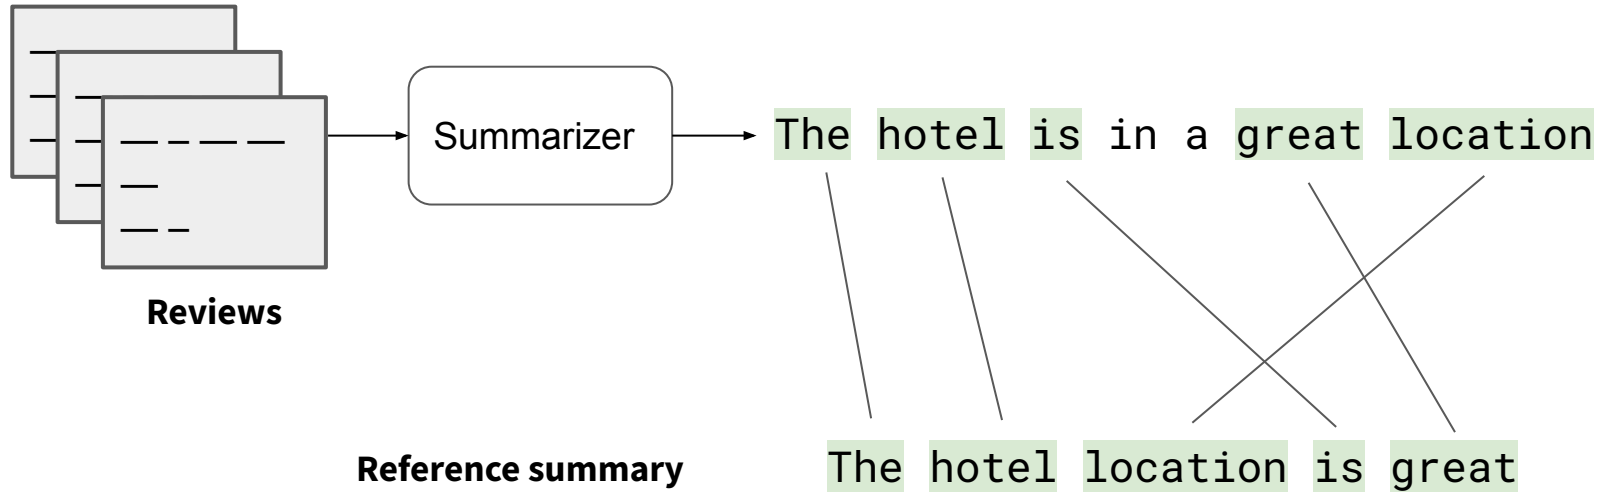 Summarizer
The hotel is in a great location
Reviews
Reference summary
The hotel location is great